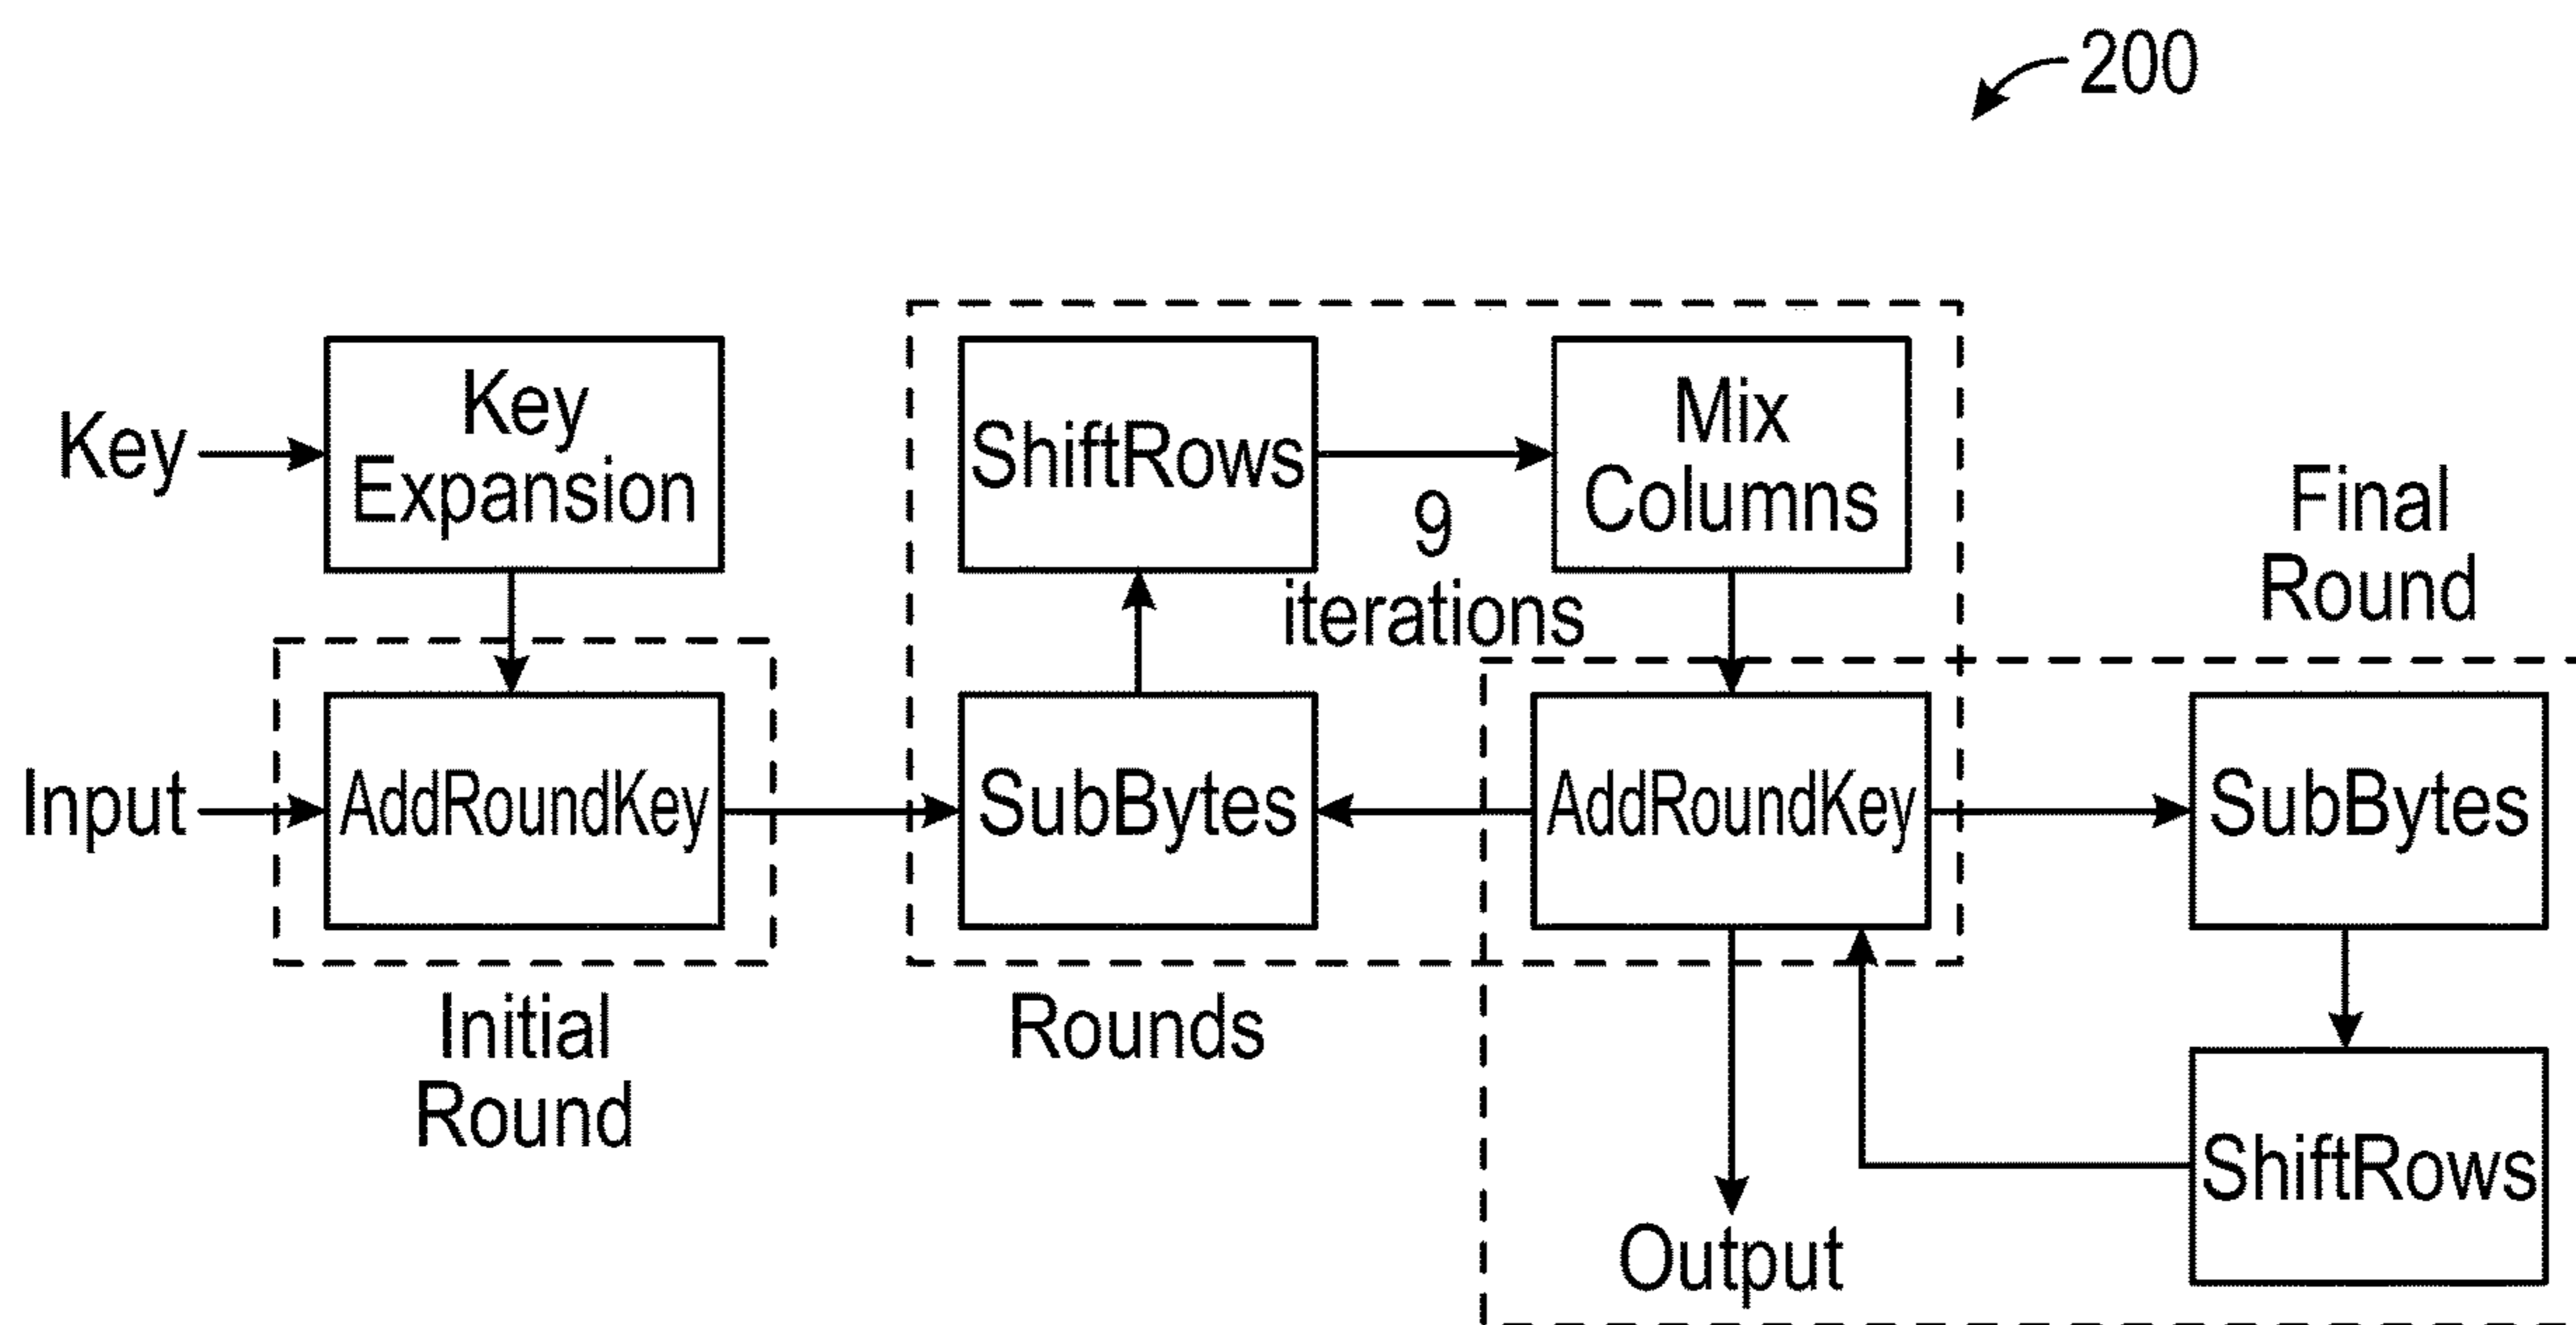 200
Key
Key
Expansion
ShiftRows
9
iterations
Mix
Columns
Final
Round
Input
AddRoundKey
SubBytes
AddRoundKey
SubBytes
Initial
Round
Rounds
Output
ShiftRows